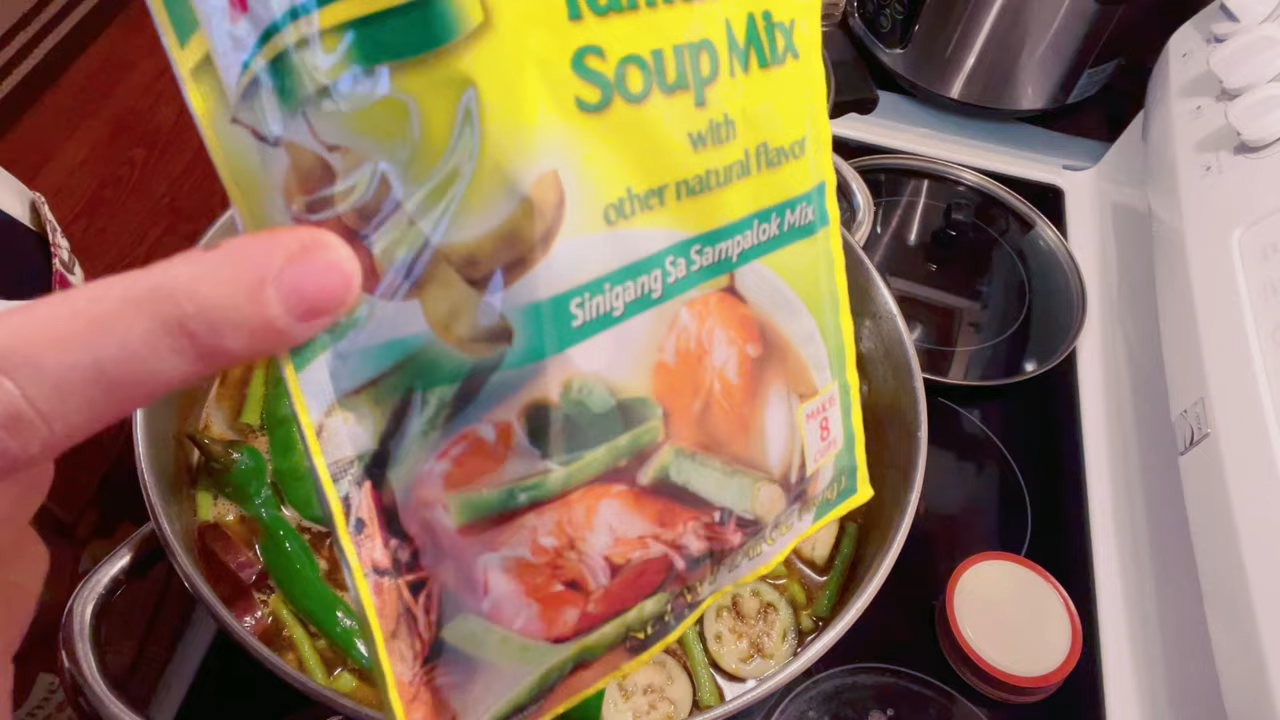 Soup Mix
with
other natural flavor
Sinigang Sa Sampalok Mix
MAKES
8
CUPS